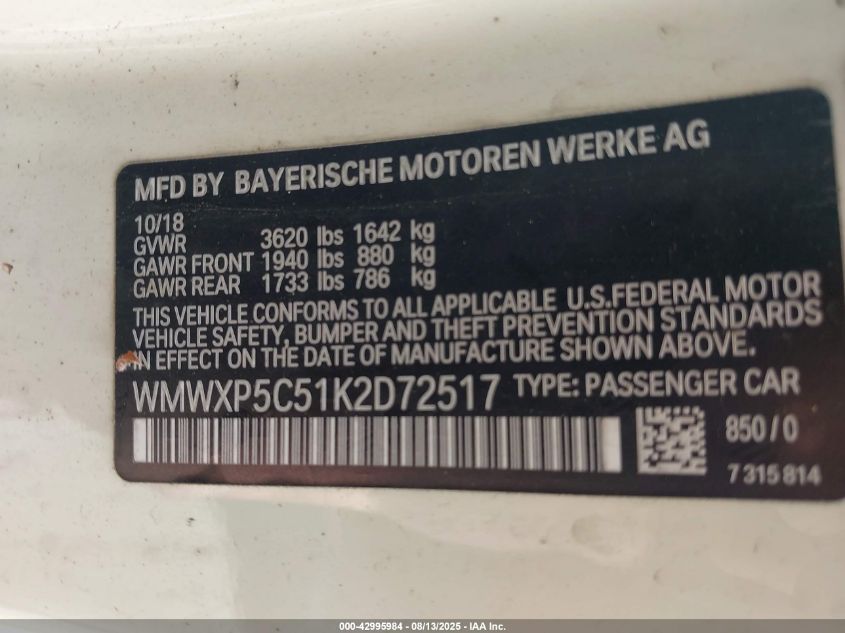 MFD BY BAYERISCHE MOTOREN WERKE AG
10/18
GVWR 3620 lbs 1642 kg
GAWR FRONT 1940 lbs 880 kg
GAWR REAR 1733 lbs 786 kg
THIS VEHICLE CONFORMS TO ALL APPLICABLE U.S.FEDERAL MOTOR
VEHICLE SAFETY, BUMPER AND THEFT PREVENTION STANDARDS
IN EFFECT ON THE DATE OF MANUFACTURE SHOWN ABOVE.
WMWXP5C51K2D72517 TYPE: PASSENGER CAR
850/0
7315814
000-42995984 - 08/13/2025 - IAA Inc.